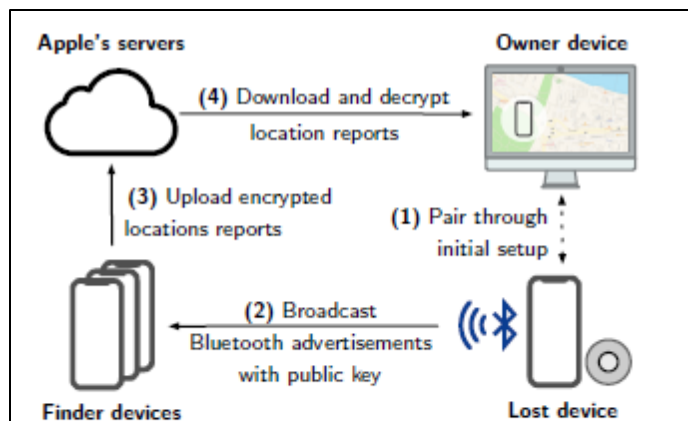 Apple's servers
Owner device
(4) Download and decrypt
location reports
(3) Upload encrypted
locations reports
(1) Pair through
initial setup
(2) Broadcast
Bluetooth advertisements
with public key
Finder devices
Lost device